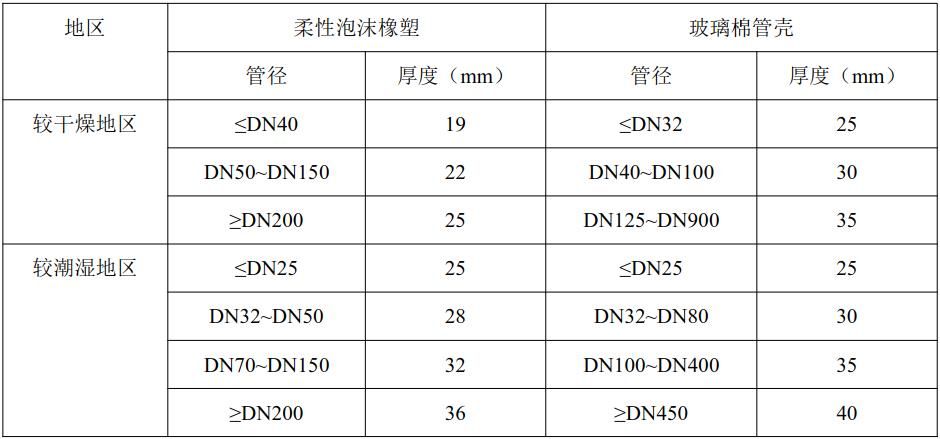 地区 柔性泡沫橡塑 玻璃棉管壳
管径 厚度（mm） 管径 厚度（mm）
较干燥地区 ≤DN40 19 ≤DN32 25
DN50~DN150 22 DN40~DN100 30
≥DN200 25 DN125~DN900 35
较潮湿地区 ≤DN25 25 ≤DN25 25
DN32~DN50 28 DN32~DN80 30
DN70~DN150 32 DN100~DN400 35
≥DN200 36 ≥DN450 40